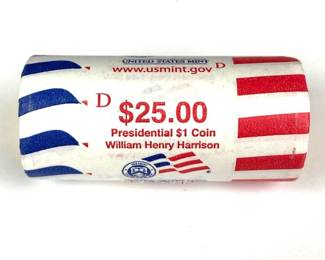 UNITED STATES MINT
www.usmint.gov D
D $25.00
Presidential $1 Coin
William Henry Harrison